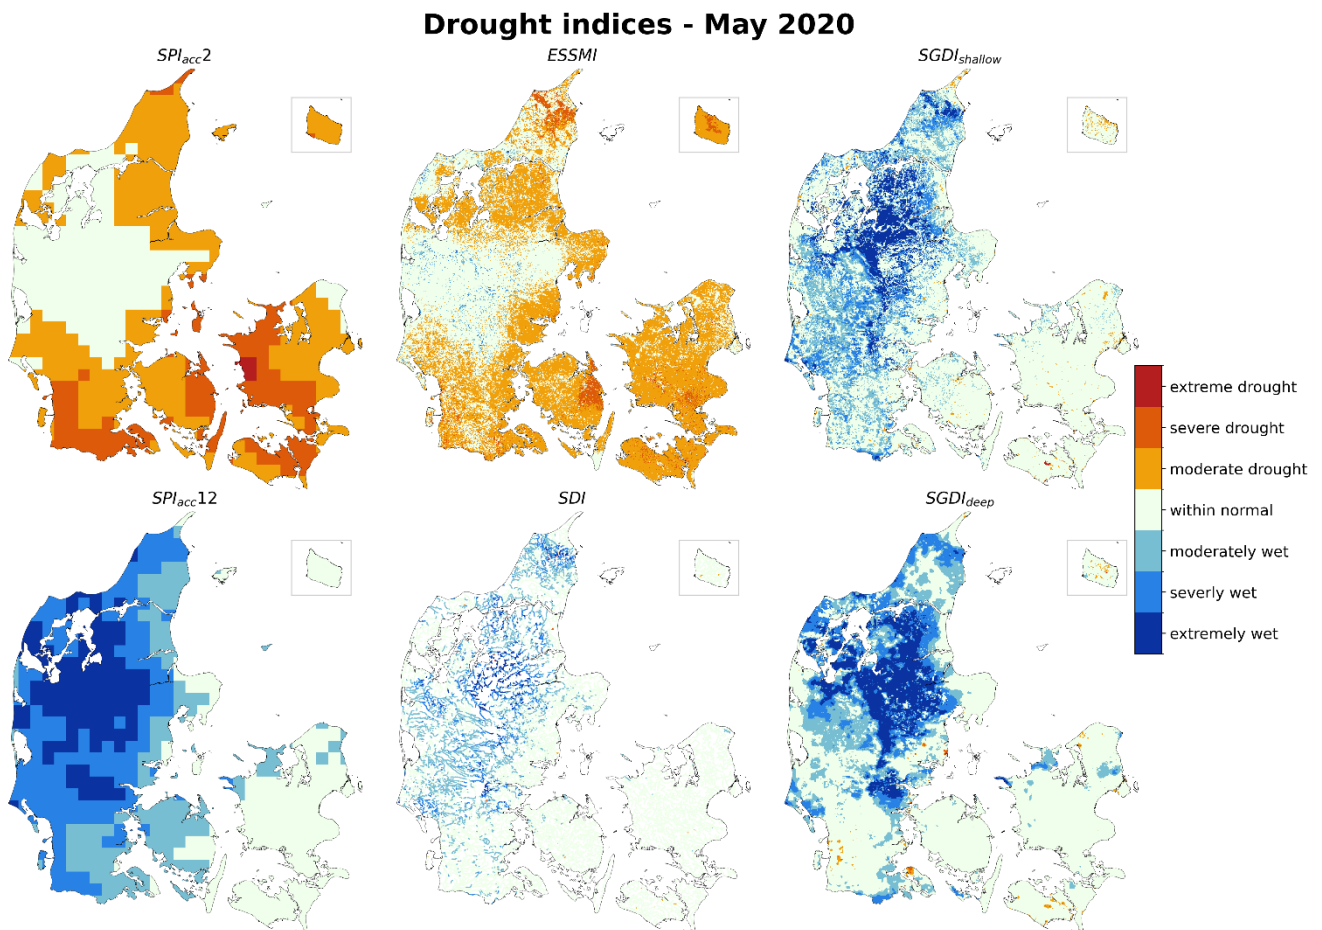 Drought indices - May 2020
SPIacc2
ESSMI
SGDIshallow
extreme drought
severe drought
moderate drought
within normal
moderately wet
severly wet
extremely wet
SPIacc12
SDI
SGDIdeep